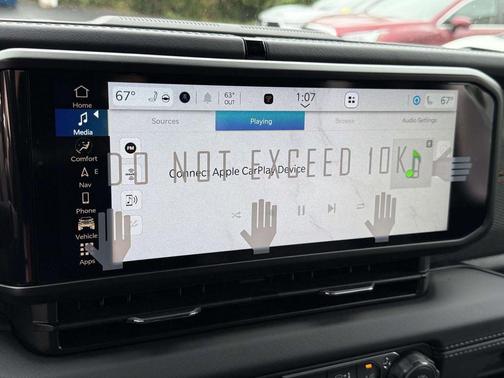 67° 63° OUT 1:07 67°
Home
Media
Comfort
Nav E
Phone
Vehicle
Apps
Sources Playing Browse Audio Settings
FM
DO NOT EXCEED 10K
Connect Apple CarPlay Device